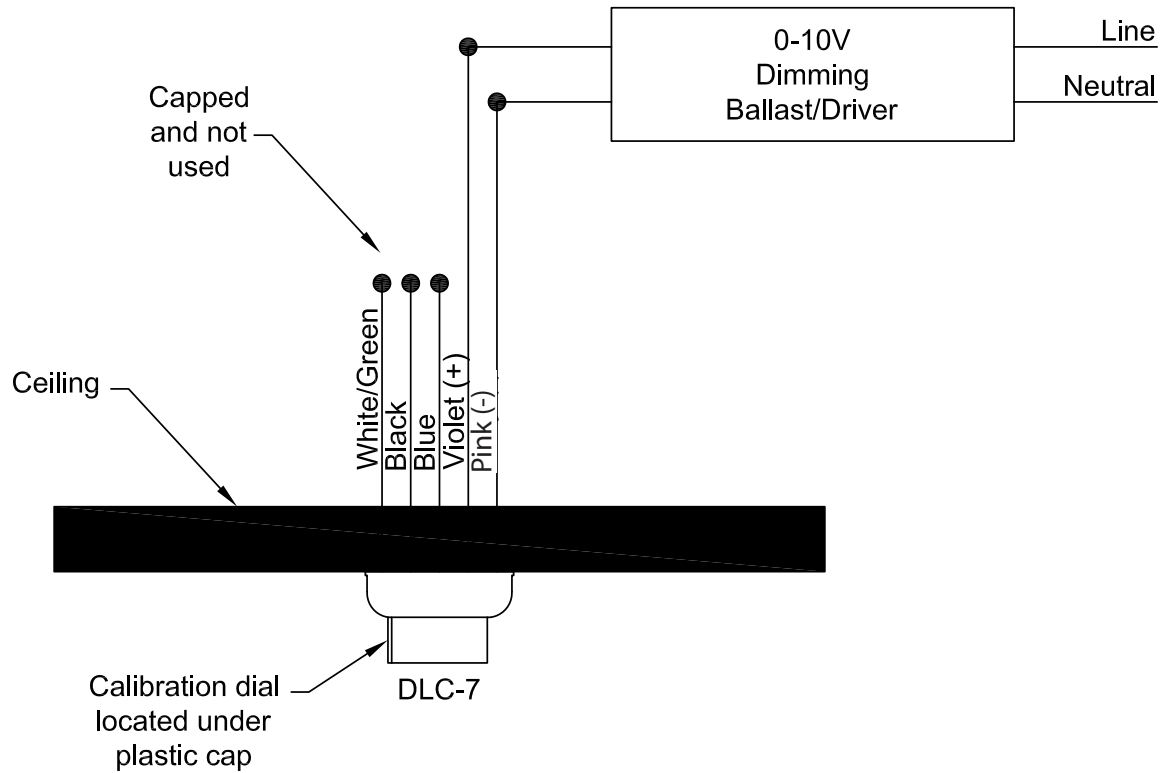 0-10V
Dimming
Ballast/Driver
Line
Neutral
Capped
and not
used
White/Green
Black
Blue
Violet (+)
Pink (-)
Ceiling
DLC-7
Calibration dial
located under
plastic cap